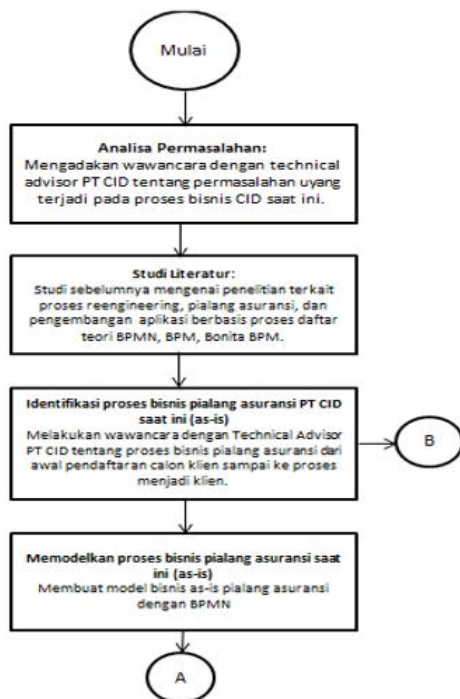 Mulai
Analisa Permasalahan:
Mengadakan wawancara dengan technical
advisor PT CID tentang permasalahan uyang
terjadi pada proses bisnis CID saat ini.
Studi Literatur:
Studi sebelumnya mengenai penelitian terkait
proses reengineering, pialang asuransi, dan
pengembangan aplikasi berbasis proses daftar
teori BPMN, BPM, Bonita BPM.
Identifikasi proses bisnis pialang asuransi PT CID
saat ini (as-is)
Melakukan wawancara dengan Technical Advisor
PT CID tentang proses bisnis pialang asuransi dari
awal pendaftaran calon klien sampai ke proses
menjadi klien.
B
Memodelkan proses bisnis pialang asuransi saat
ini (as-is)
Membuat model bisnis as-is pialang asuransi
dengan BPMN
A